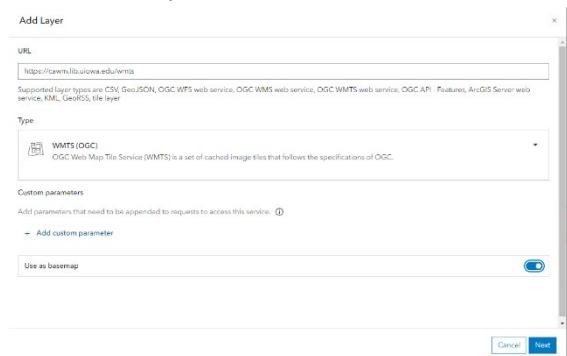 Add Layer
×
URL
https://cawm.lib.uiowa.edu/wmts
Supported layer types are CSV, GeoJSON, OGC WFS web service, OGC WMS web service, OGC WMTS web service, OGC API - Features, ArcGIS Server web
service, KML, GeoRSS, tile layer
Type
WMTS (OGC)
OGC Web Map Tile Service (WMTS) is a set of cached image tiles that follows the specifications of OGC.
Custom parameters
Add parameters that need to be appended to requests to access this service.
+ Add custom parameter
Use as basemap
Cancel Next